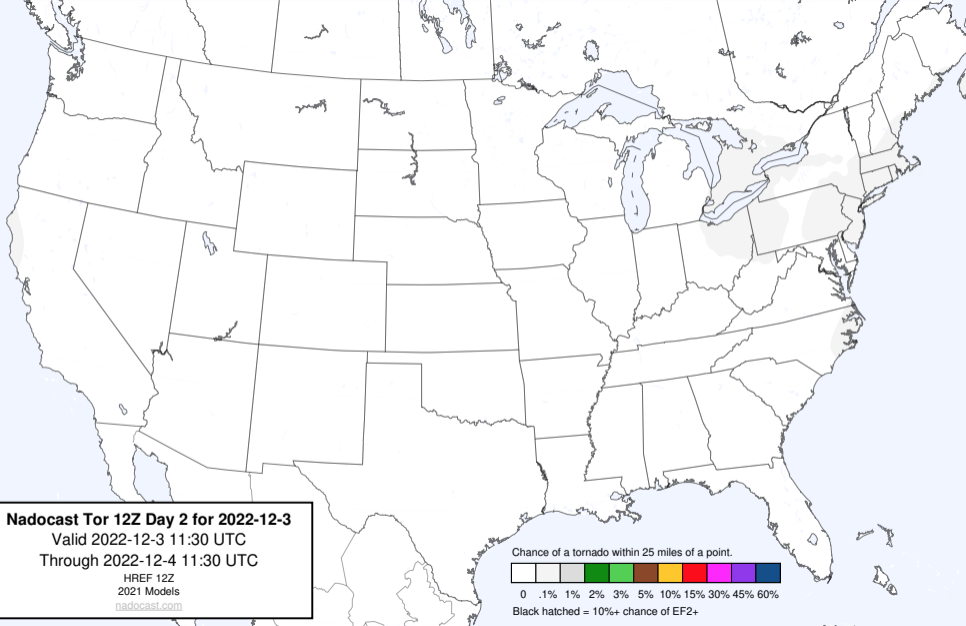 Nadocast Tor 12Z Day 2 for 2022-12-3
Valid 2022-12-3 11:30 UTC
Through 2022-12-4 11:30 UTC
HREF 12Z
2021 Models
nadocast.com
Chance of a tornado within 25 miles of a point.
0 .1% 1% 2% 3% 5% 10% 15% 30% 45% 60%
Black hatched = 10%+ chance of EF2+